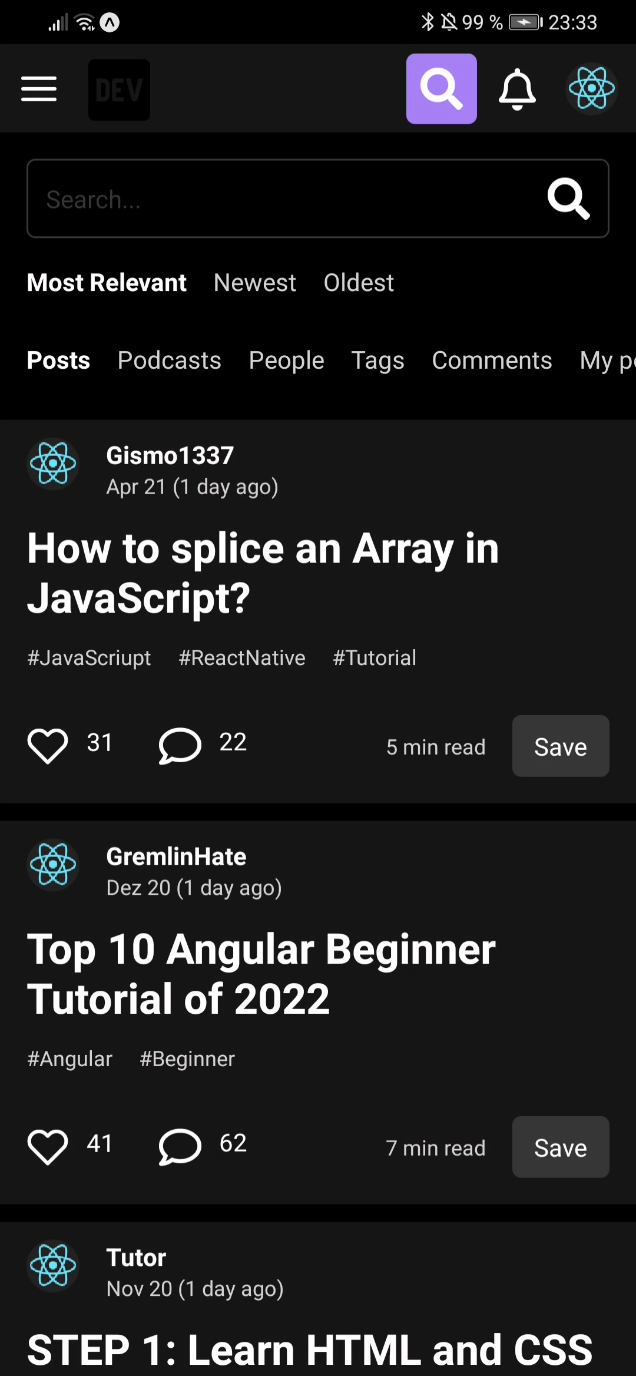 99 % 23:33
DEV
Search...
Most Relevant Newest Oldest
Posts Podcasts People Tags Comments My p
Gismo1337
Apr 21 (1 day ago)
How to splice an Array in
JavaScript?
#JavaScriupt #ReactNative #Tutorial
31 22 5 min read Save
GremlinHate
Dez 20 (1 day ago)
Top 10 Angular Beginner
Tutorial of 2022
#Angular #Beginner
41 62 7 min read Save
Tutor
Nov 20 (1 day ago)
STEP 1: Learn HTML and CSS